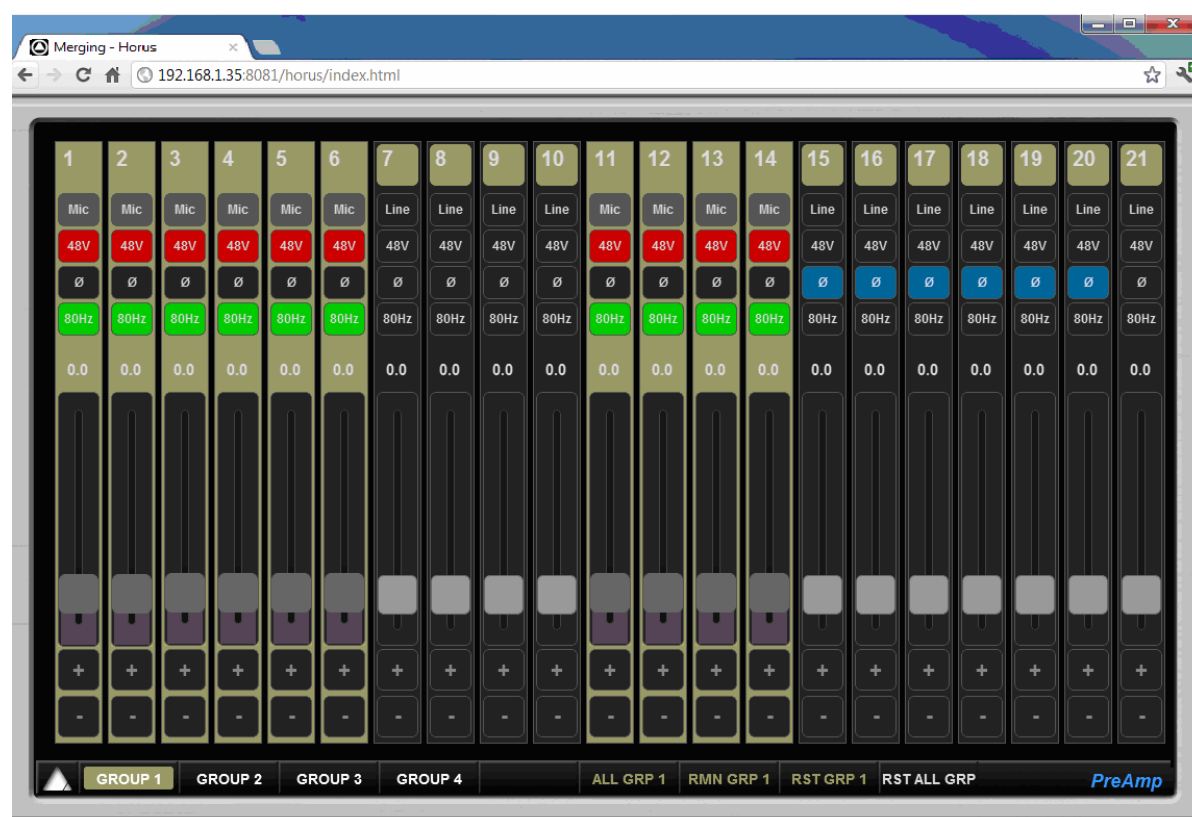 Merging - Horus
192.168.1.35:8081/horus/index.html
1 2 3 4 5 6 7 8 9 10 11 12 13 14 15 16 17 18 19 20 21
Mic Mic Mic Mic Mic Mic Line Line Line Line Mic Mic Mic Mic Line Line Line Line Line Line Line
48V 48V 48V 48V 48V 48V 48V 48V 48V 48V 48V 48V 48V 48V 48V 48V 48V 48V 48V 48V 48V
Ø Ø Ø Ø Ø Ø Ø Ø Ø Ø Ø Ø Ø Ø Ø Ø Ø Ø Ø Ø Ø
80Hz 80Hz 80Hz 80Hz 80Hz 80Hz 80Hz 80Hz 80Hz 80Hz 80Hz 80Hz 80Hz 80Hz 80Hz 80Hz 80Hz 80Hz 80Hz 80Hz 80Hz
0.0 0.0 0.0 0.0 0.0 0.0 0.0 0.0 0.0 0.0 0.0 0.0 0.0 0.0 0.0 0.0 0.0 0.0 0.0 0.0 0.0
+ + + + + + + + + + + + + + + + + + + + +
- - - - - - - - - - - - - - - - - - - - -
GROUP 1 GROUP 2 GROUP 3 GROUP 4 ALL GRP 1 RMN GRP 1 RST GRP 1 RST ALL GRP PreAmp